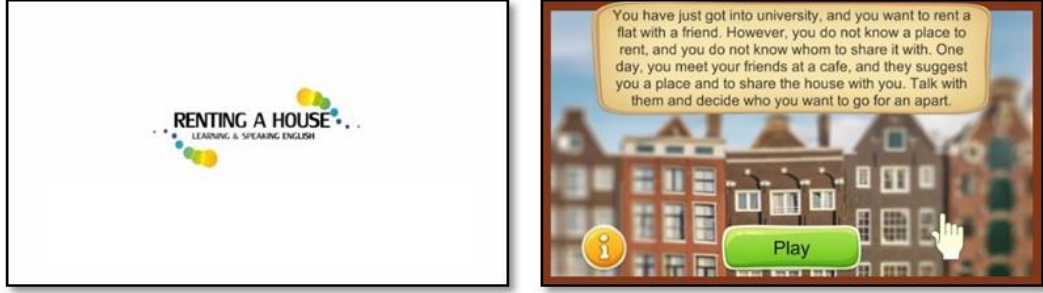 RENTING A HOUSE
LEARNING & SPEAKING ENGLISH
You have just got into university, and you want to rent a
flat with a friend. However, you do not know a place to
rent, and you do not know whom to share it with. One
day, you meet your friends at a cafe, and they suggest
you a place and to share the house with you. Talk with
them and decide who you want to go for an apart.
i
Play